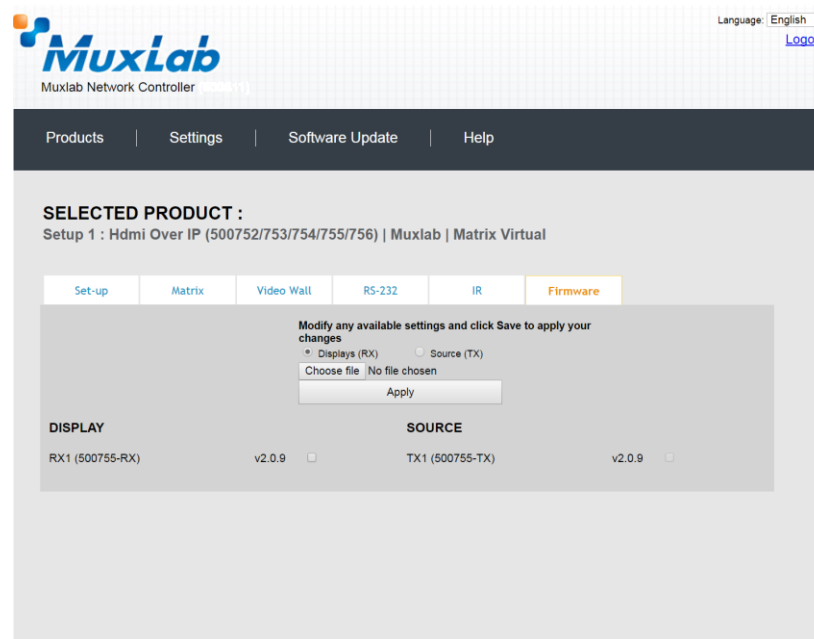 Language: English
Logo
MuxLab
Muxlab Network Controller
Products | Settings | Software Update | Help
SELECTED PRODUCT :
Setup 1 : Hdmi Over IP (500752/753/754/755/756) | Muxlab | Matrix Virtual
Set-up Matrix Video Wall RS-232 IR Firmware
Modify any available settings and click Save to apply your
changes
Displays (RX) Source (TX)
Choose file No file chosen
Apply
DISPLAY SOURCE
RX1 (500755-RX) v2.0.9 TX1 (500755-TX) v2.0.9